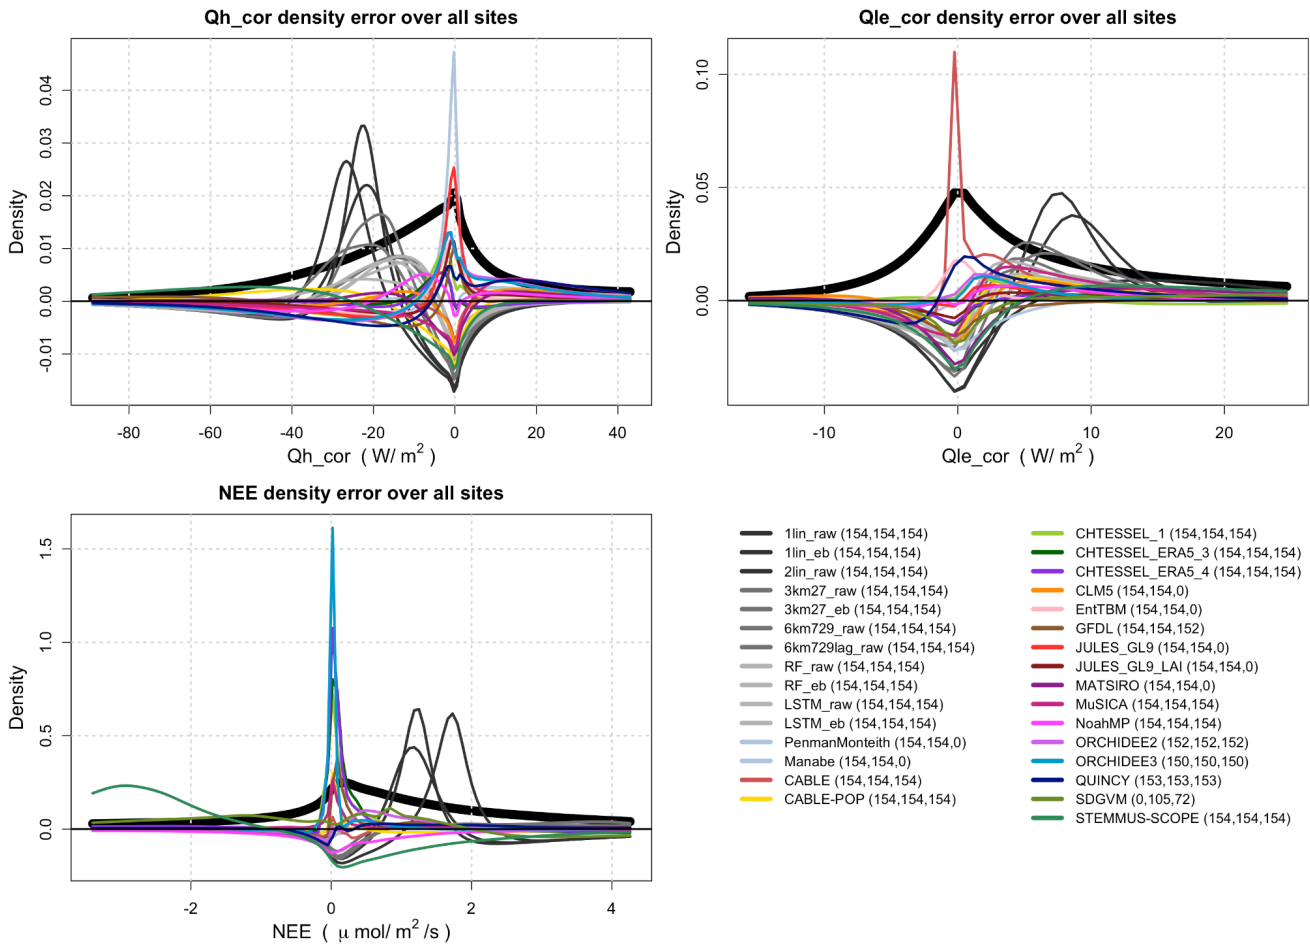 Qh_cor density error over all sites
Density
0.04
0.03
0.02
0.01
0.00
-0.01
-80 -60 -40 -20 0 20 40
Qh_cor ( W/ m² )
Qle_cor density error over all sites
Density
0.10
0.05
0.00
-10 0 10 20
Qle_cor ( W/ m² )
NEE density error over all sites
Density
1.5
1.0
0.5
0.0
-2 0 2 4
NEE ( μ mol/ m² /s )
1lin_raw (154,154,154)
1lin_eb (154,154,154)
2lin_raw (154,154,154)
3km27_raw (154,154,154)
3km27_eb (154,154,154)
6km729_raw (154,154,154)
6km729lag_raw (154,154,154)
RF_raw (154,154,154)
RF_eb (154,154,154)
LSTM_raw (154,154,154)
LSTM_eb (154,154,154)
PenmanMonteith (154,154,0)
Manabe (154,154,0)
CABLE (154,154,154)
CABLE-POP (154,154,154)
CHTESSEL_1 (154,154,154)
CHTESSEL_ERA5_3 (154,154,154)
CHTESSEL_ERA5_4 (154,154,154)
CLM5 (154,154,0)
EntTBM (154,154,0)
GFDL (154,154,152)
JULES_GL9 (154,154,0)
JULES_GL9_LAI (154,154,0)
MATSIRO (154,154,0)
MuSICA (154,154,154)
NoahMP (154,154,154)
ORCHIDEE2 (152,152,152)
ORCHIDEE3 (150,150,150)
QUINCY (153,153,153)
SDGVM (0,105,72)
STEMMUS-SCOPE (154,154,154)